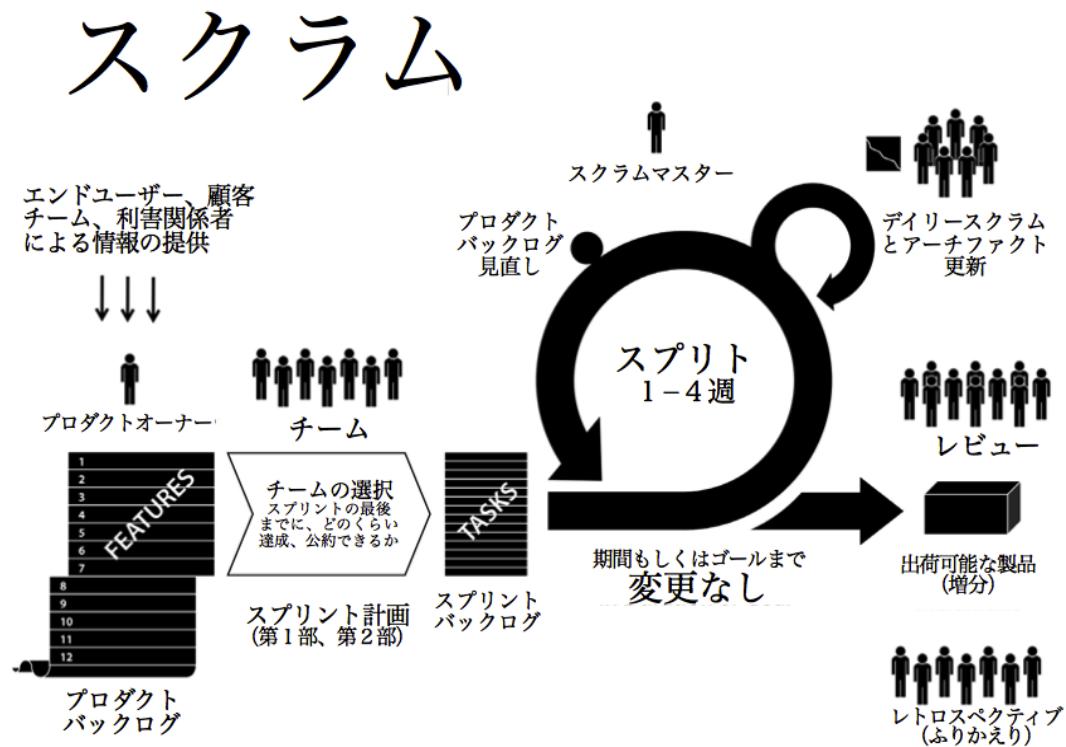 スクラム
エンドユーザー、顧客
チーム、利害関係者
による情報の提供
プロダクトオーナー
チーム
1
2
3
4
5
6
7
8
9
10
11
12
FEATURES
プロダクト
バックログ
チームの選択
スプリントの最後
までに、どのくらい
達成、公約できるか
スプリント計画
(第1部、第2部)
TASKS
スプリント
バックログ
プロダクト
バックログ
見直し
スクラムマスター
デイリースクラム
とアーチファクト
更新
スプリト
1–4週
期間もしくはゴールまで
変更なし
レビュー
出荷可能な製品
(増分)
レトロスペクティブ
(ふりかえり)